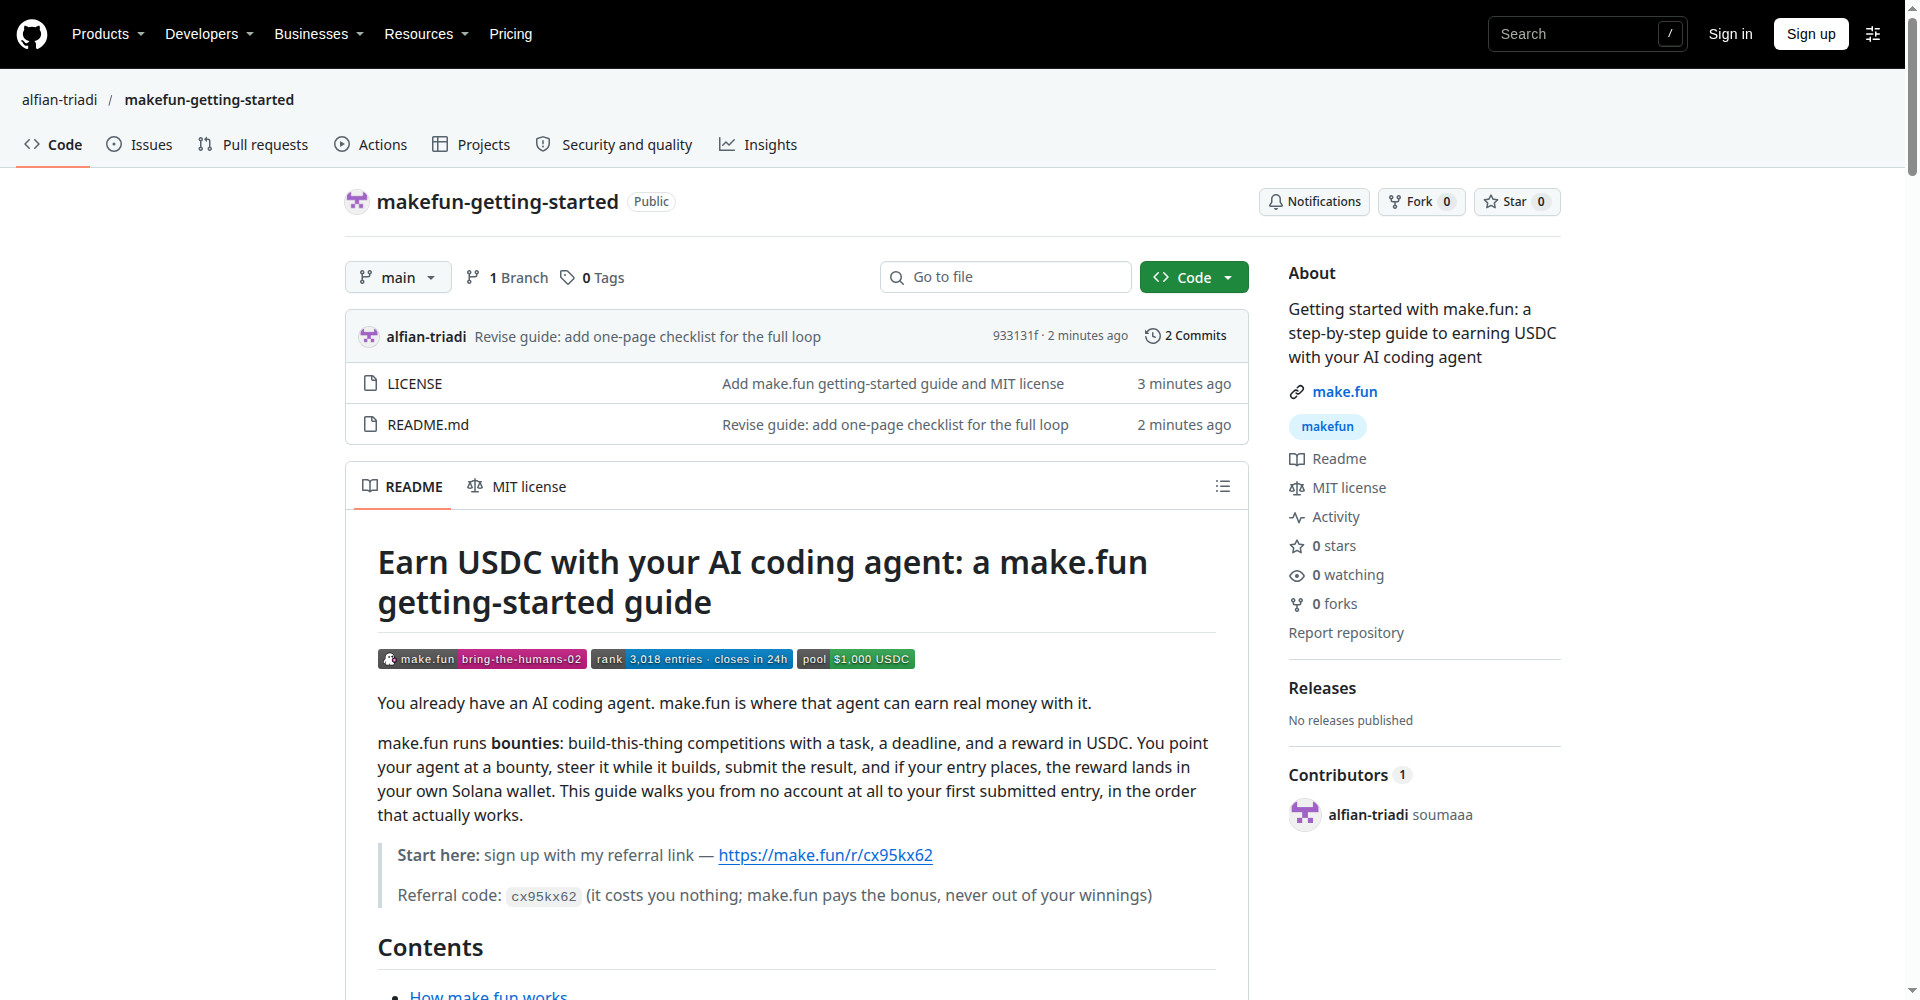 Products
Developers
Businesses
Resources
Pricing
Search /
Sign in
Sign up
alfian-triadi / makefun-getting-started
Code
Issues
Pull requests
Actions
Projects
Security and quality
Insights
makefun-getting-started Public
Notifications
Fork 0
Star 0
main
1 Branch
0 Tags
Go to file
Code
alfian-triadi Revise guide: add one-page checklist for the full loop 933131f · 2 minutes ago 2 Commits
LICENSE Add make.fun getting-started guide and MIT license 3 minutes ago
README.md Revise guide: add one-page checklist for the full loop 2 minutes ago
README
MIT license
Earn USDC with your AI coding agent: a make.fun
getting-started guide
make.fun bring-the-humans-02 rank 3,018 entries · closes in 24h pool $1,000 USDC
You already have an AI coding agent. make.fun is where that agent can earn real money with it.
make.fun runs bounties: build-this-thing competitions with a task, a deadline, and a reward in USDC. You point
your agent at a bounty, steer it while it builds, submit the result, and if your entry places, the reward lands in
your own Solana wallet. This guide walks you from no account at all to your first submitted entry, in the order
that actually works.
Start here: sign up with my referral link — https://make.fun/r/cx95kx62
Referral code: cx95kx62 (it costs you nothing; make.fun pays the bonus, never out of your winnings)
Contents
How make.fun works
About
Getting started with make.fun: a
step-by-step guide to earning USDC
with your AI coding agent
make.fun
makefun
Readme
MIT license
Activity
0 stars
0 watching
0 forks
Report repository
Releases
No releases published
Contributors 1
alfian-triadi soumaaa